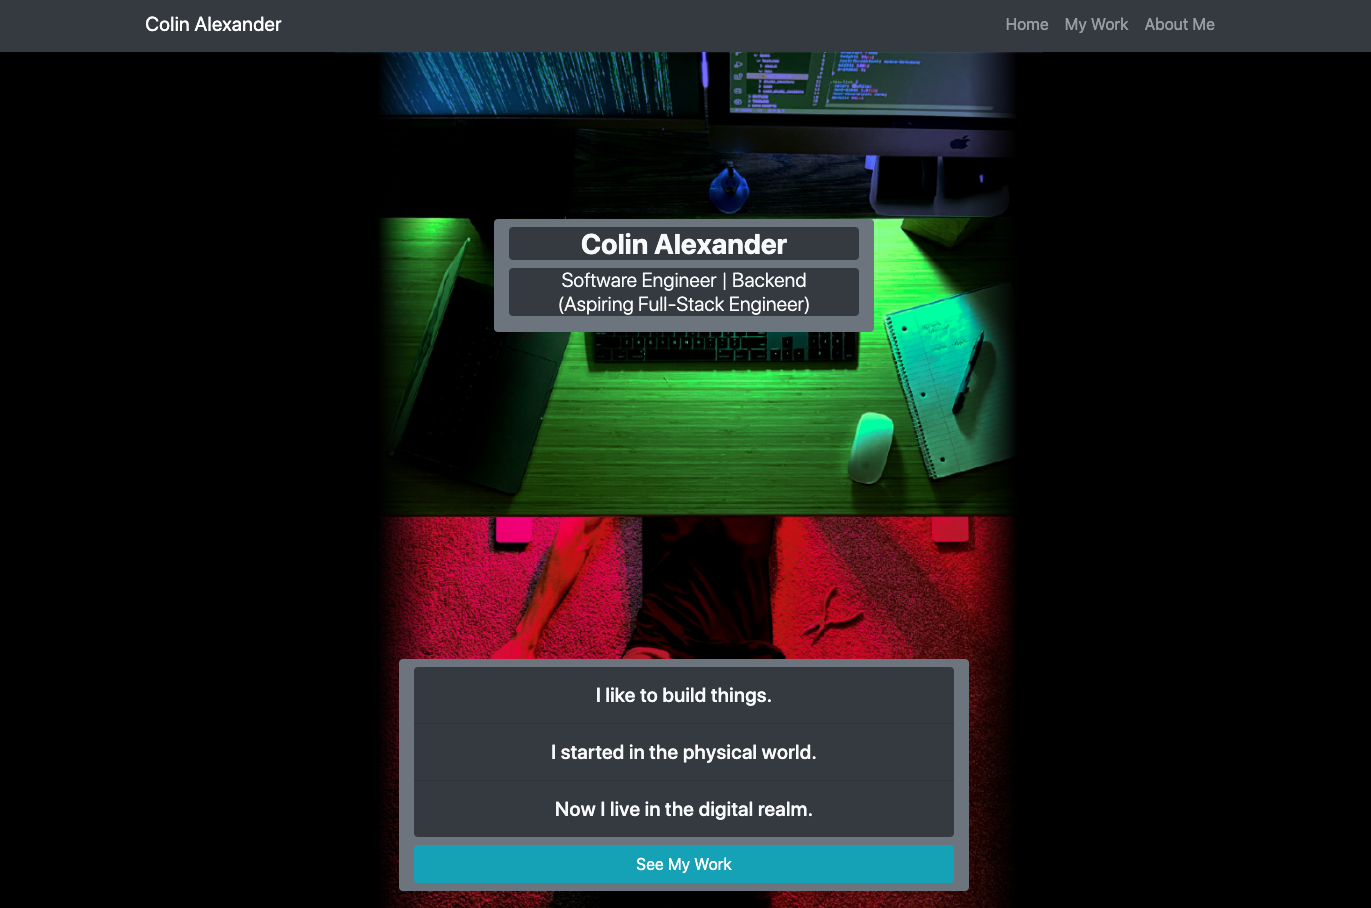 Colin Alexander
Home My Work About Me
Colin Alexander
Software Engineer | Backend
(Aspiring Full-Stack Engineer)
I like to build things.
I started in the physical world.
Now I live in the digital realm.
See My Work